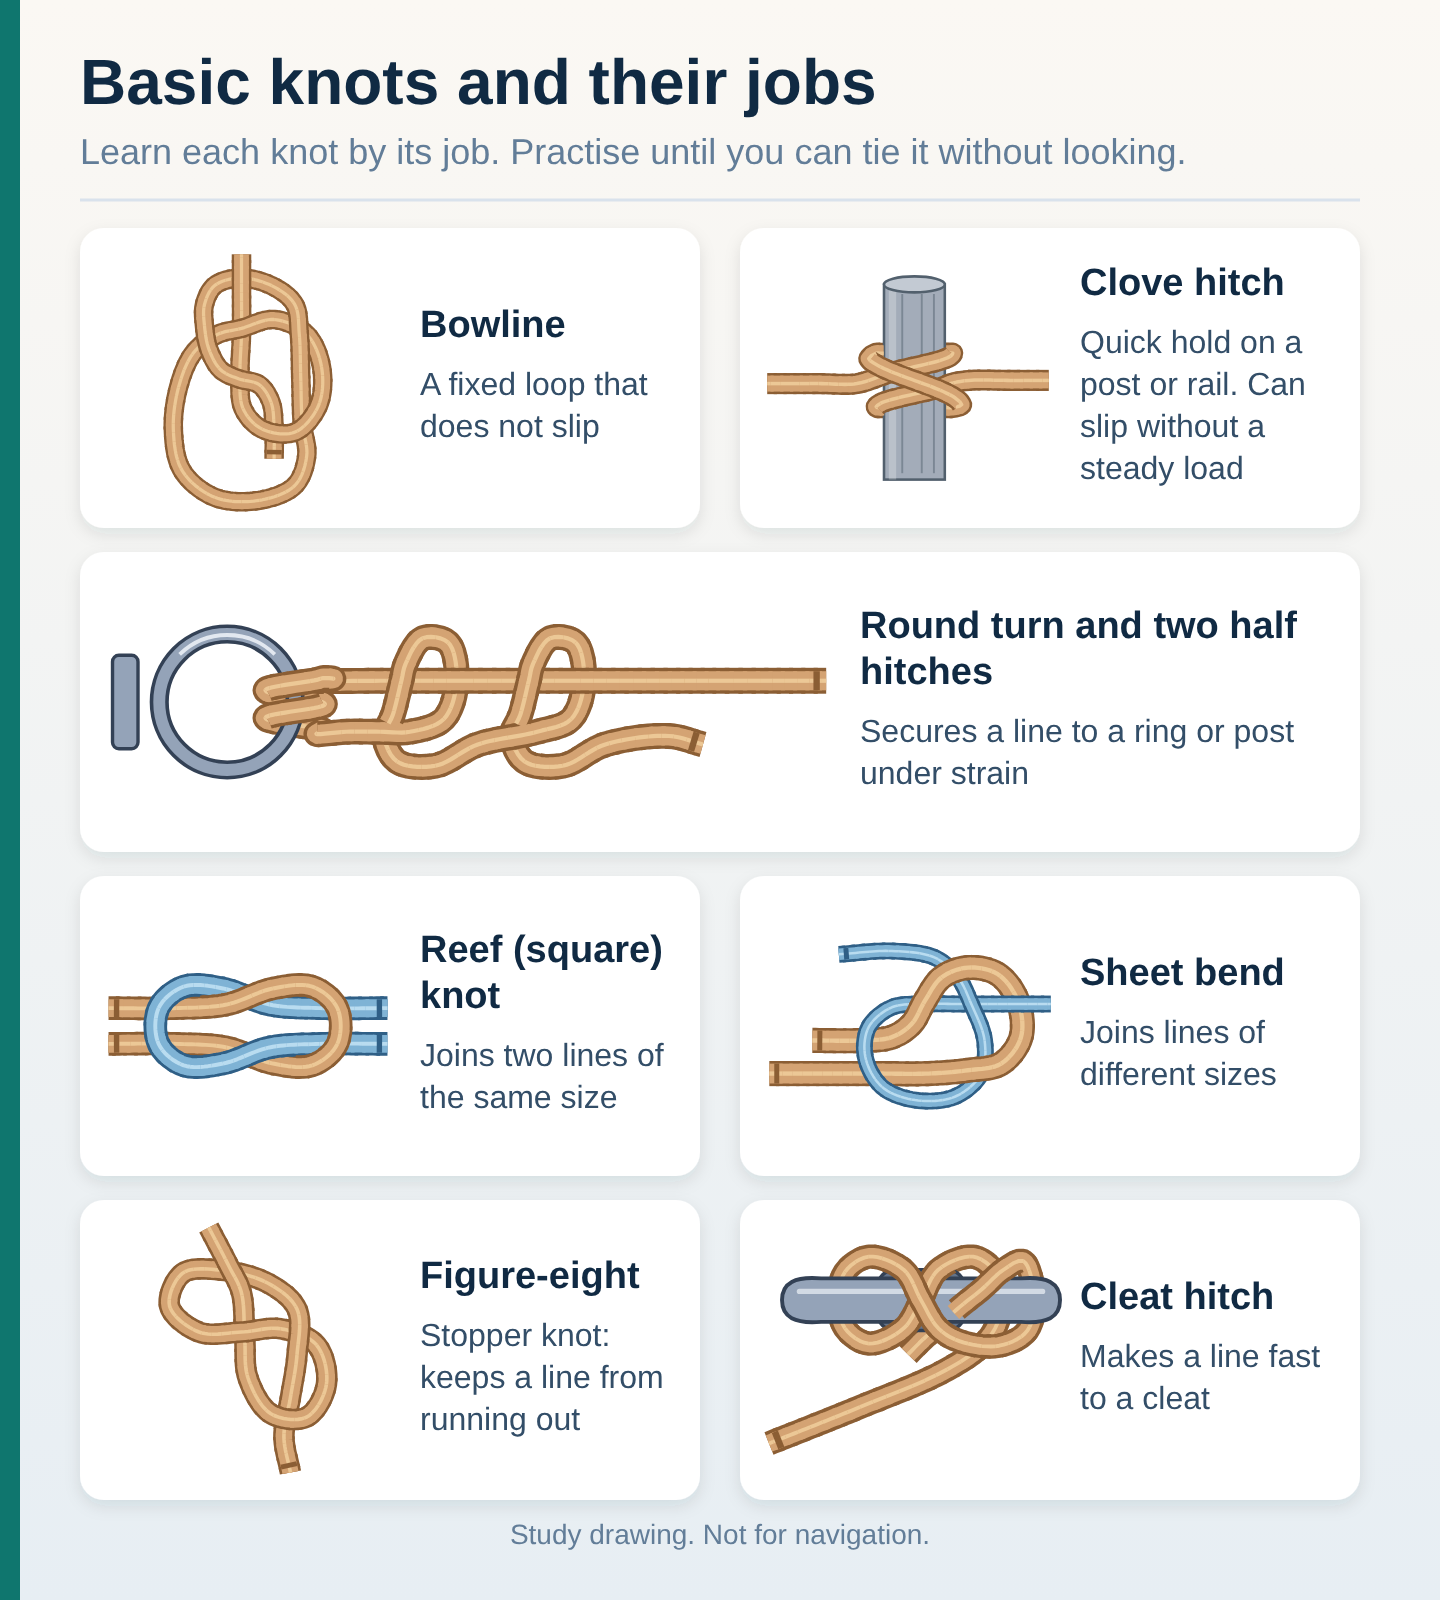 Basic knots and their jobs
Learn each knot by its job. Practise until you can tie it without looking.
Bowline
A fixed loop that
does not slip
Clove hitch
Quick hold on a
post or rail. Can
slip without a
steady load
Round turn and two half
hitches
Secures a line to a ring or post
under strain
Reef (square)
knot
Joins two lines of
the same size
Sheet bend
Joins lines of
different sizes
Figure-eight
Stopper knot:
keeps a line from
running out
Cleat hitch
Makes a line fast
to a cleat
Study drawing. Not for navigation.